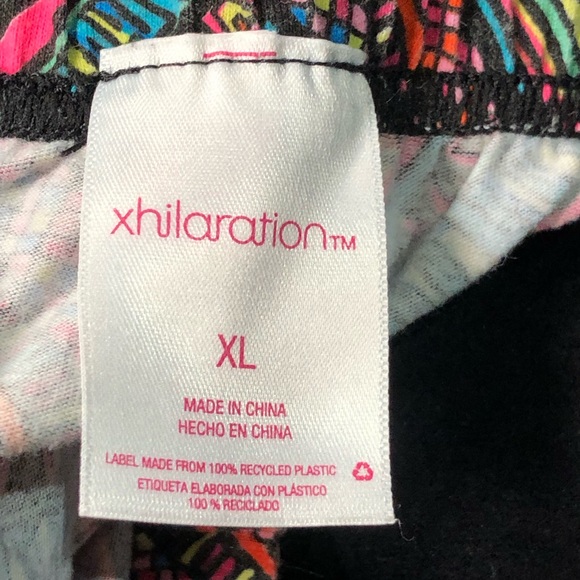 xhilaration™
XL
MADE IN CHINA
HECHO EN CHINA
LABEL MADE FROM 100% RECYCLED PLASTIC
ETIQUETA ELABORADA CON PLÁSTICO
100% RECICLADO